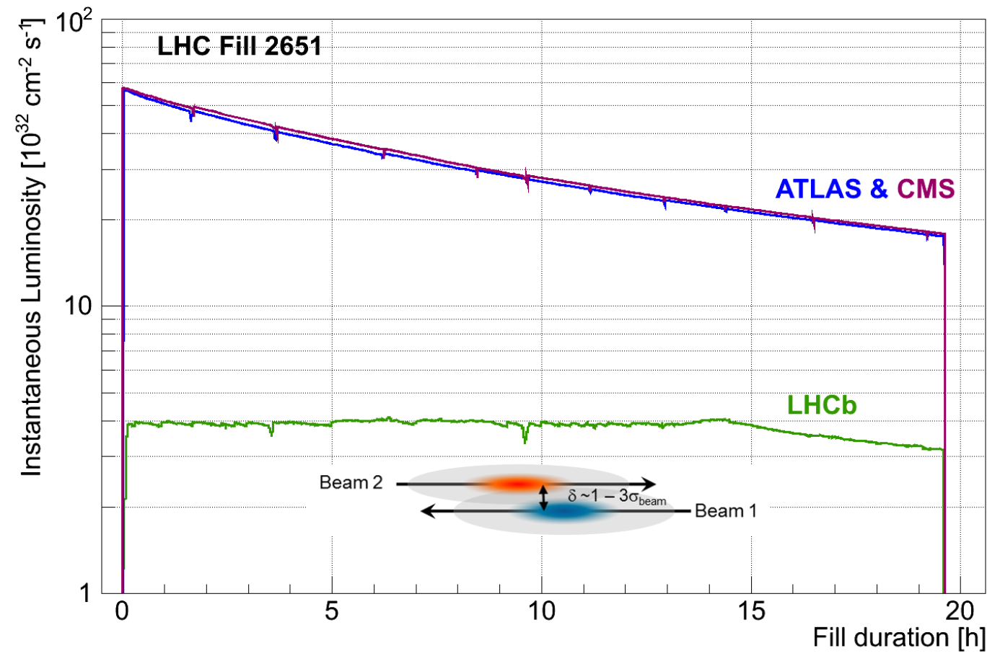 Instantaneous Luminosity [10³² cm⁻² s⁻¹]
10²
LHC Fill 2651
ATLAS & CMS
10
LHCb
Beam 2
δ ~1 – 3σbeam
Beam 1
1
0 5 10 15 20
Fill duration [h]